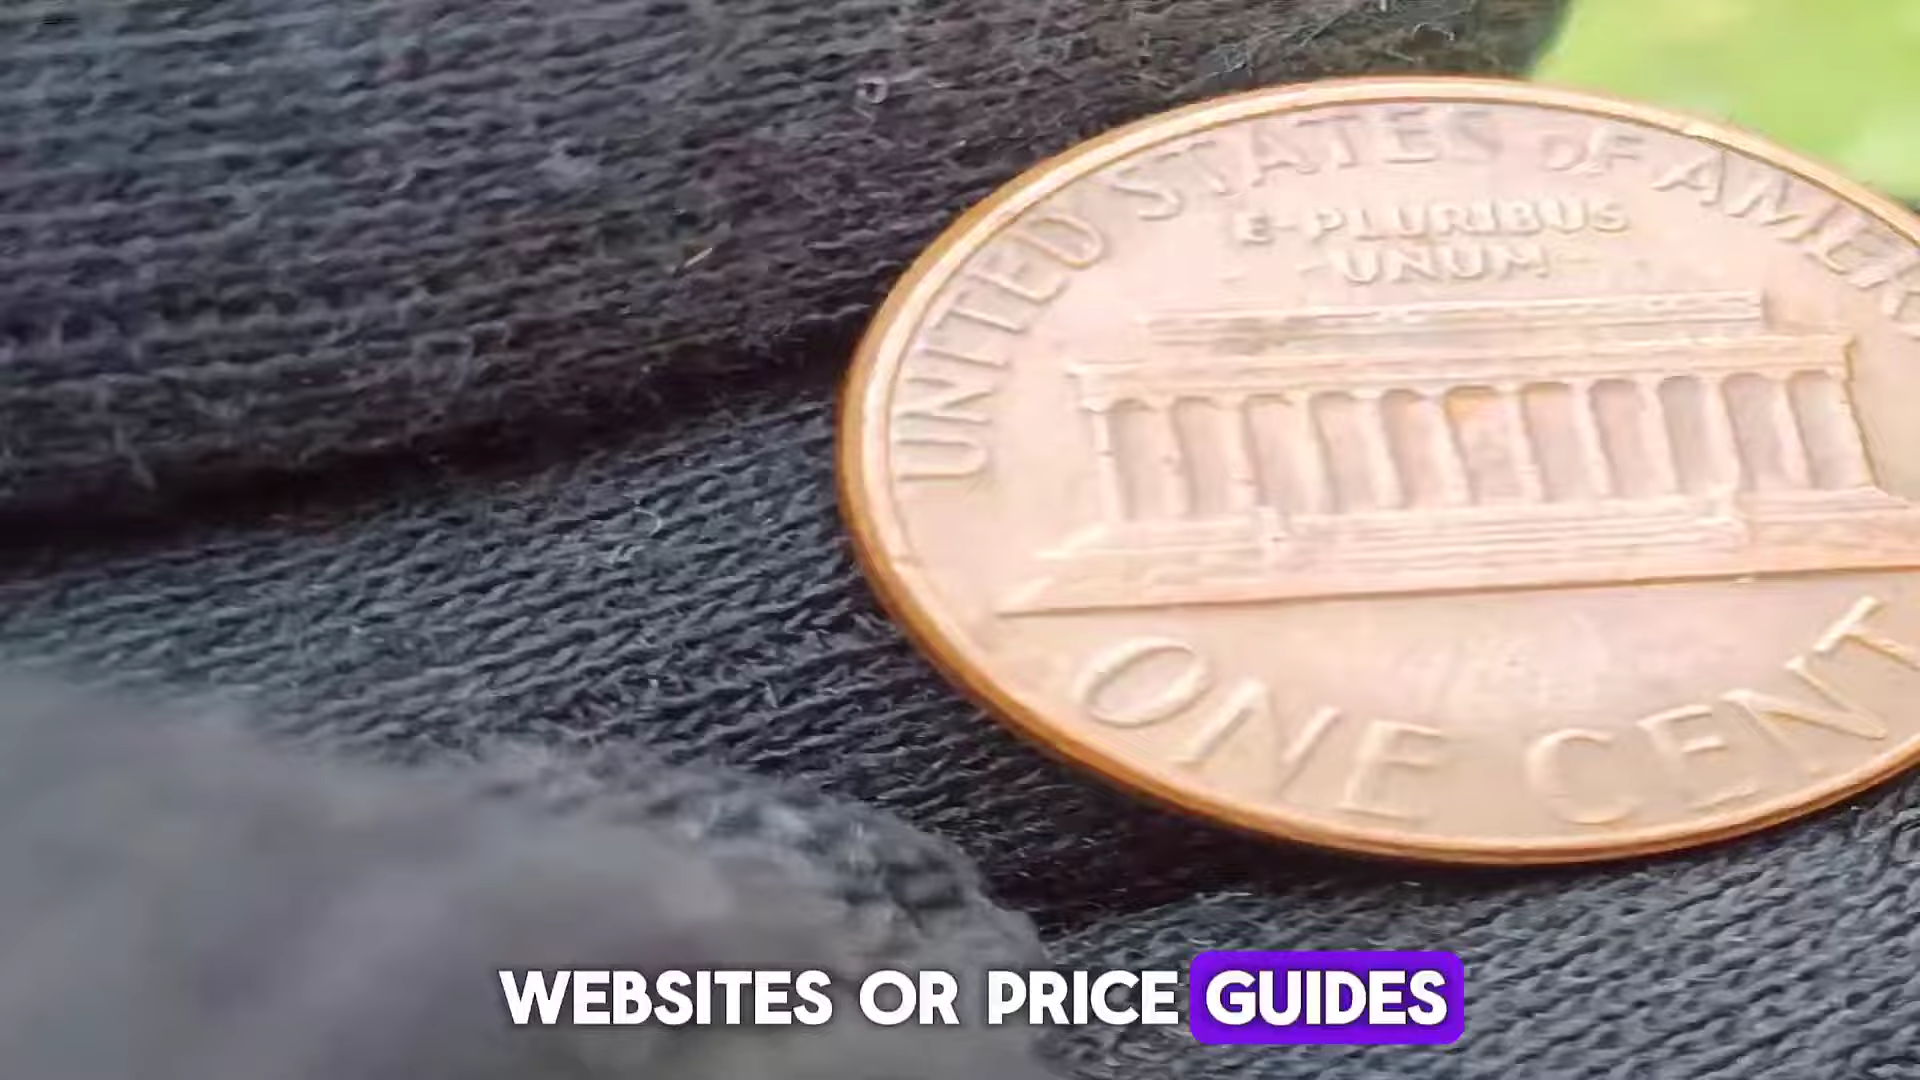 UNITED STATES OF AMER
E·PLURIBUS
UNUM
ONE CENT
WEBSITES OR PRICE GUIDES